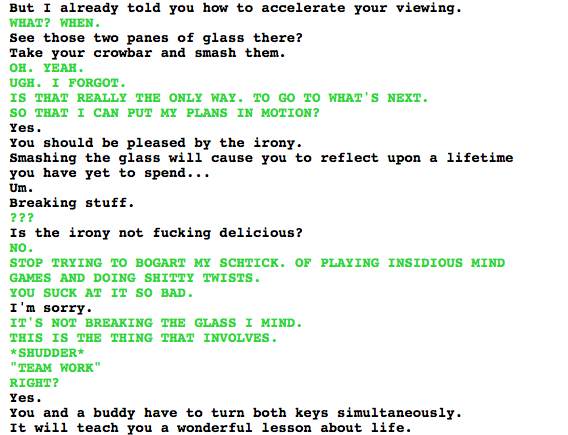 But I already told you how to accelerate your viewing.
WHAT? WHEN.
See those two panes of glass there?
Take your crowbar and smash them.
OH. YEAH.
UGH. I FORGOT.
IS THAT REALLY THE ONLY WAY. TO GO TO WHAT'S NEXT.
SO THAT I CAN PUT MY PLANS IN MOTION?
Yes.
You should be pleased by the irony.
Smashing the glass will cause you to reflect upon a lifetime
you have yet to spend...
Um.
Breaking stuff.
???
Is the irony not fucking delicious?
NO.
STOP TRYING TO BOGART MY SCHTICK. OF PLAYING INSIDIOUS MIND
GAMES AND DOING SHITTY TWISTS.
YOU SUCK AT IT SO BAD.
I'm sorry.
IT'S NOT BREAKING THE GLASS I MIND.
THIS IS THE THING THAT INVOLVES.
*SHUDDER*
"TEAM WORK"
RIGHT?
Yes.
You and a buddy have to turn both keys simultaneously.
It will teach you a wonderful lesson about life.